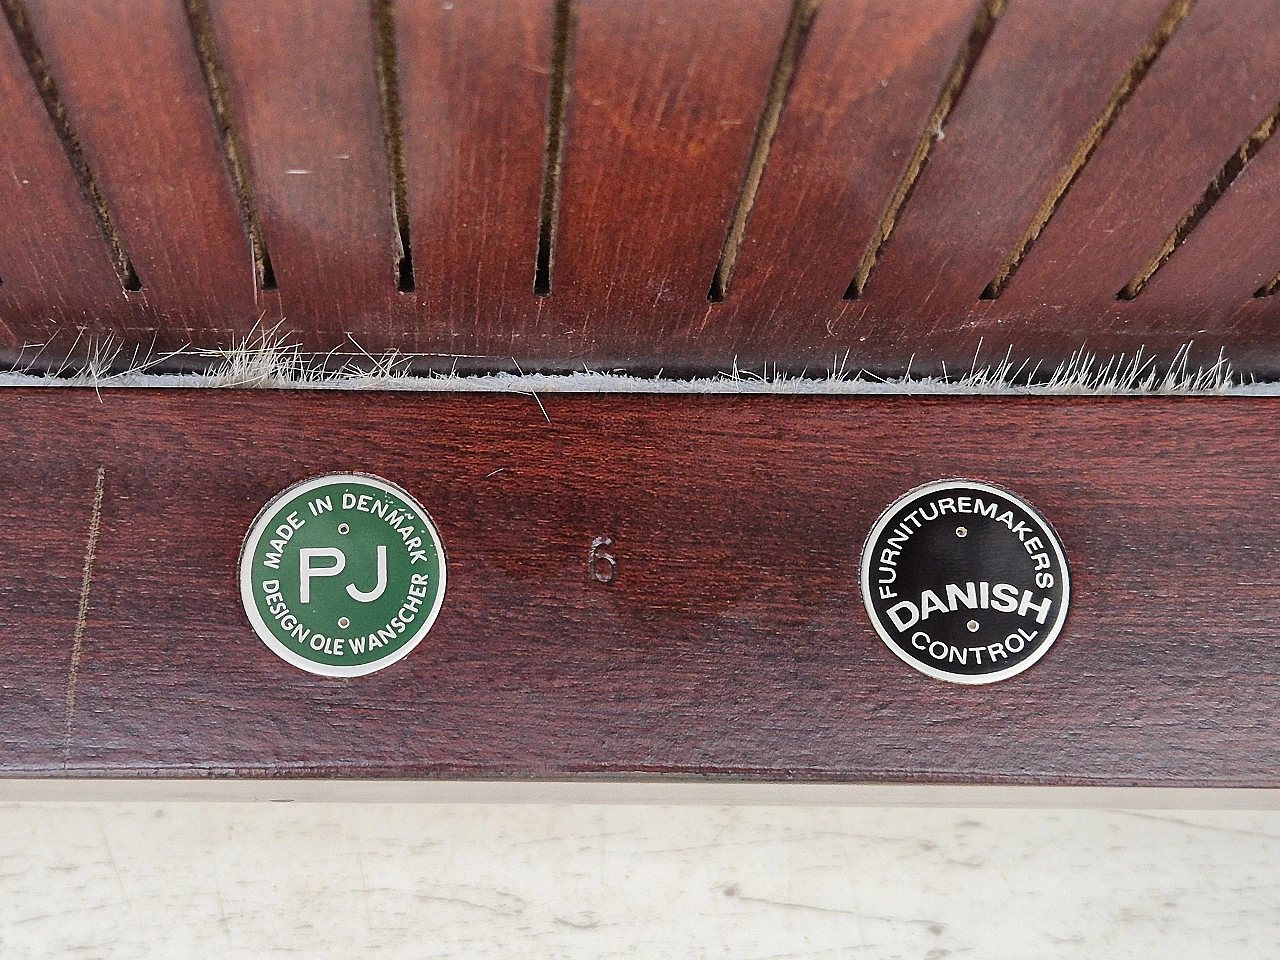 MADE IN DENMARK
PJ
DESIGN OLE WANSCHER
6
FURNITUREMAKERS
DANISH
CONTROL